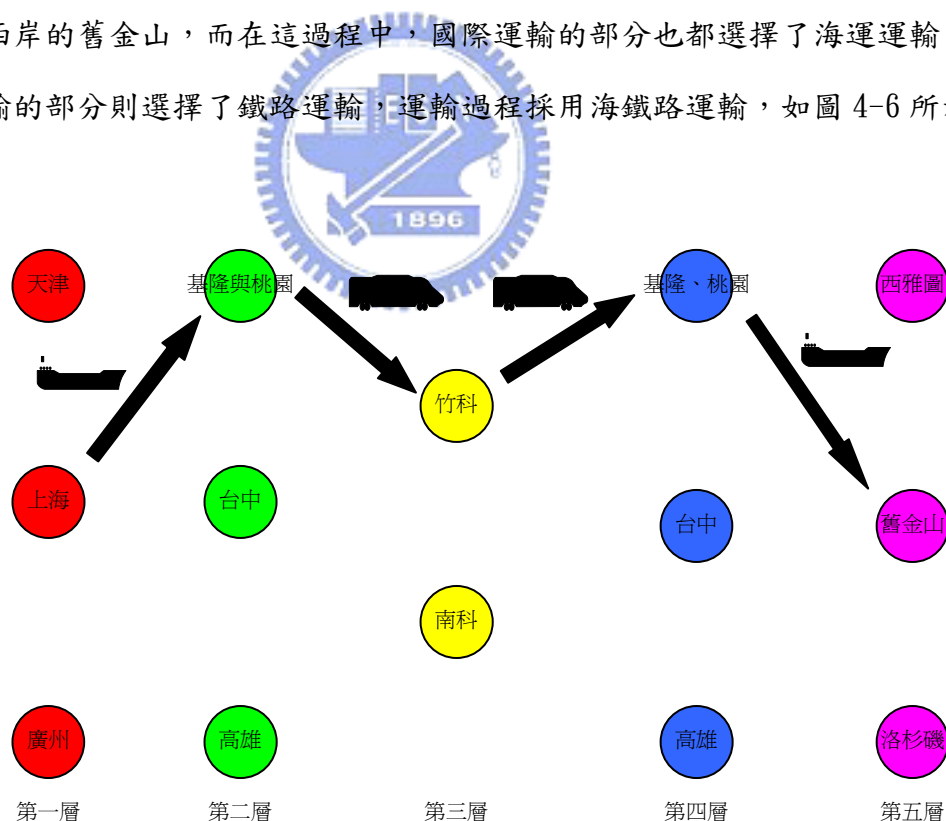 西岸的舊金山，而在這過程中，國際運輸的部分也都選擇了海運運輸
輸的部分則選擇了鐵路運輸，運輸過程採用海鐵路運輸，如圖 4-6 所
1896
天津
基隆與桃園
基隆、桃園
西雅圖
竹科
上海
台中
台中
舊金山
南科
廣州
高雄
高雄
洛杉磯
第一層
第二層
第三層
第四層
第五層